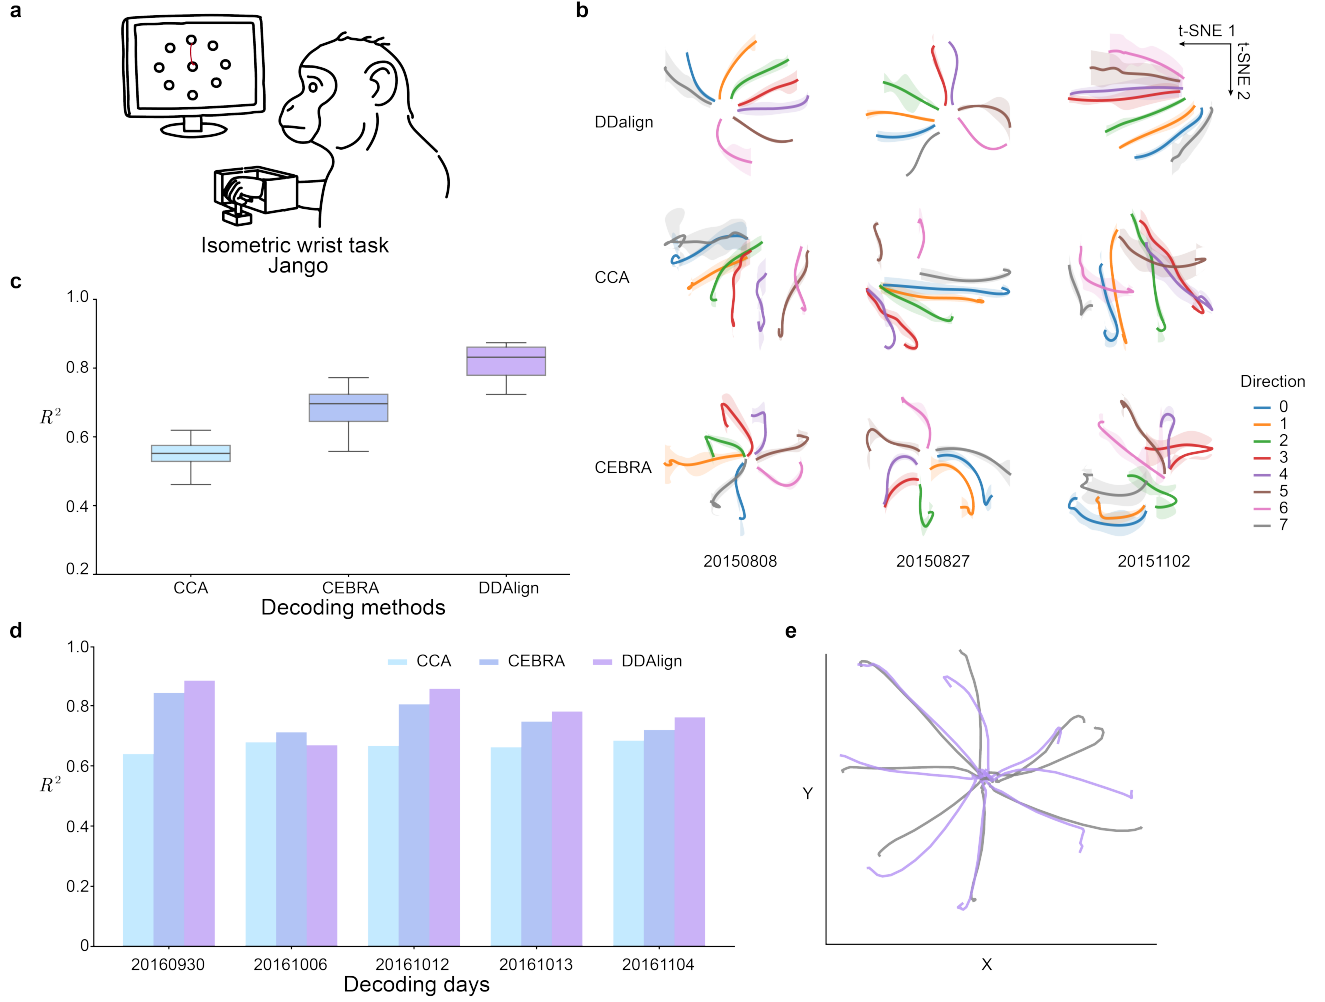 a
Isometric wrist task
Jango
b
t-SNE 1
t-SNE 2
DDalign
CCA
CEBRA
20150808
20150827
20151102
Direction
0
1
2
3
4
5
6
7
c
1.0
0.8
R²
0.6
0.4
0.2
CCA
CEBRA
DDAlign
Decoding methods
d
CCA
CEBRA
DDAlign
1.0
0.8
0.6
R²
0.4
0.2
0
20160930
20161006
20161012
20161013
20161104
Decoding days
e
Y
X